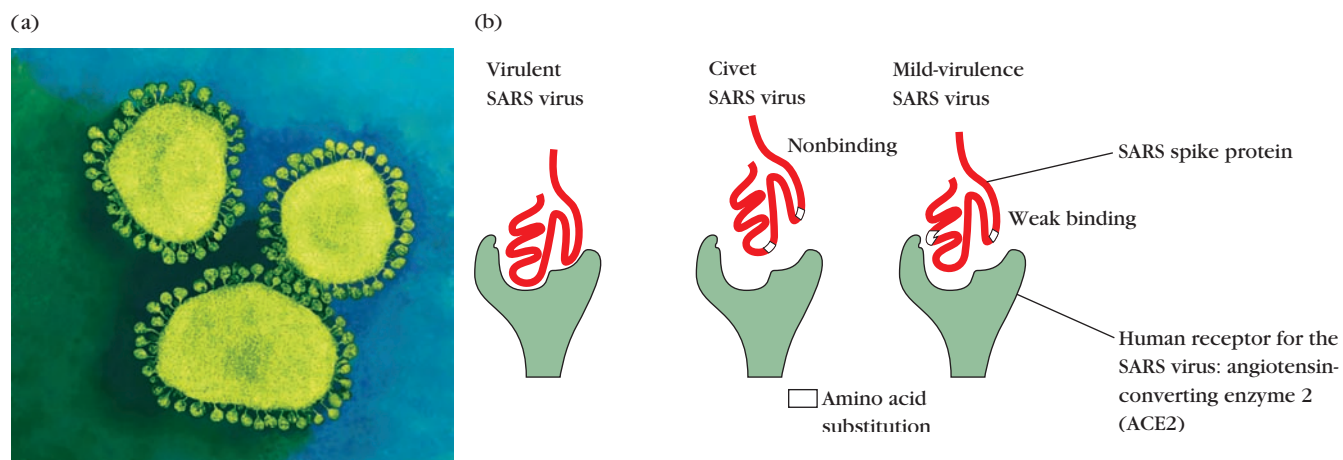 (a)
(b)
Virulent
SARS virus
Civet
SARS virus
Mild-virulence
SARS virus
Nonbinding
SARS spike protein
Weak binding
Human receptor for the
SARS virus: angiotensin-
converting enzyme 2
(ACE2)
Amino acid
substitution